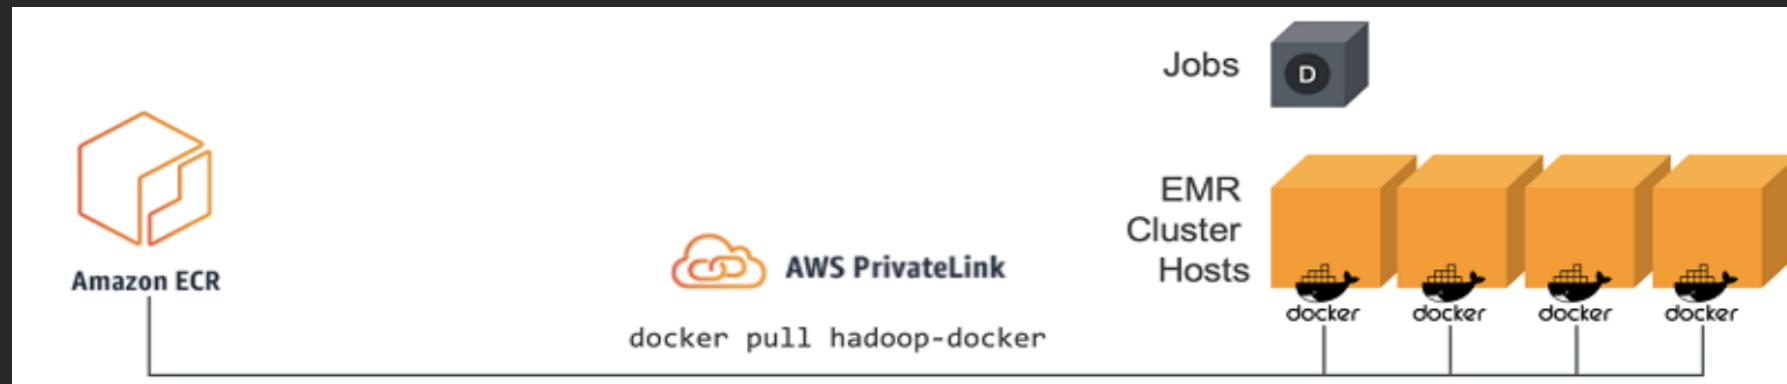 Jobs
D
EMR
Cluster
Hosts
Amazon ECR
AWS PrivateLink
docker pull hadoop-docker
docker
docker
docker
docker